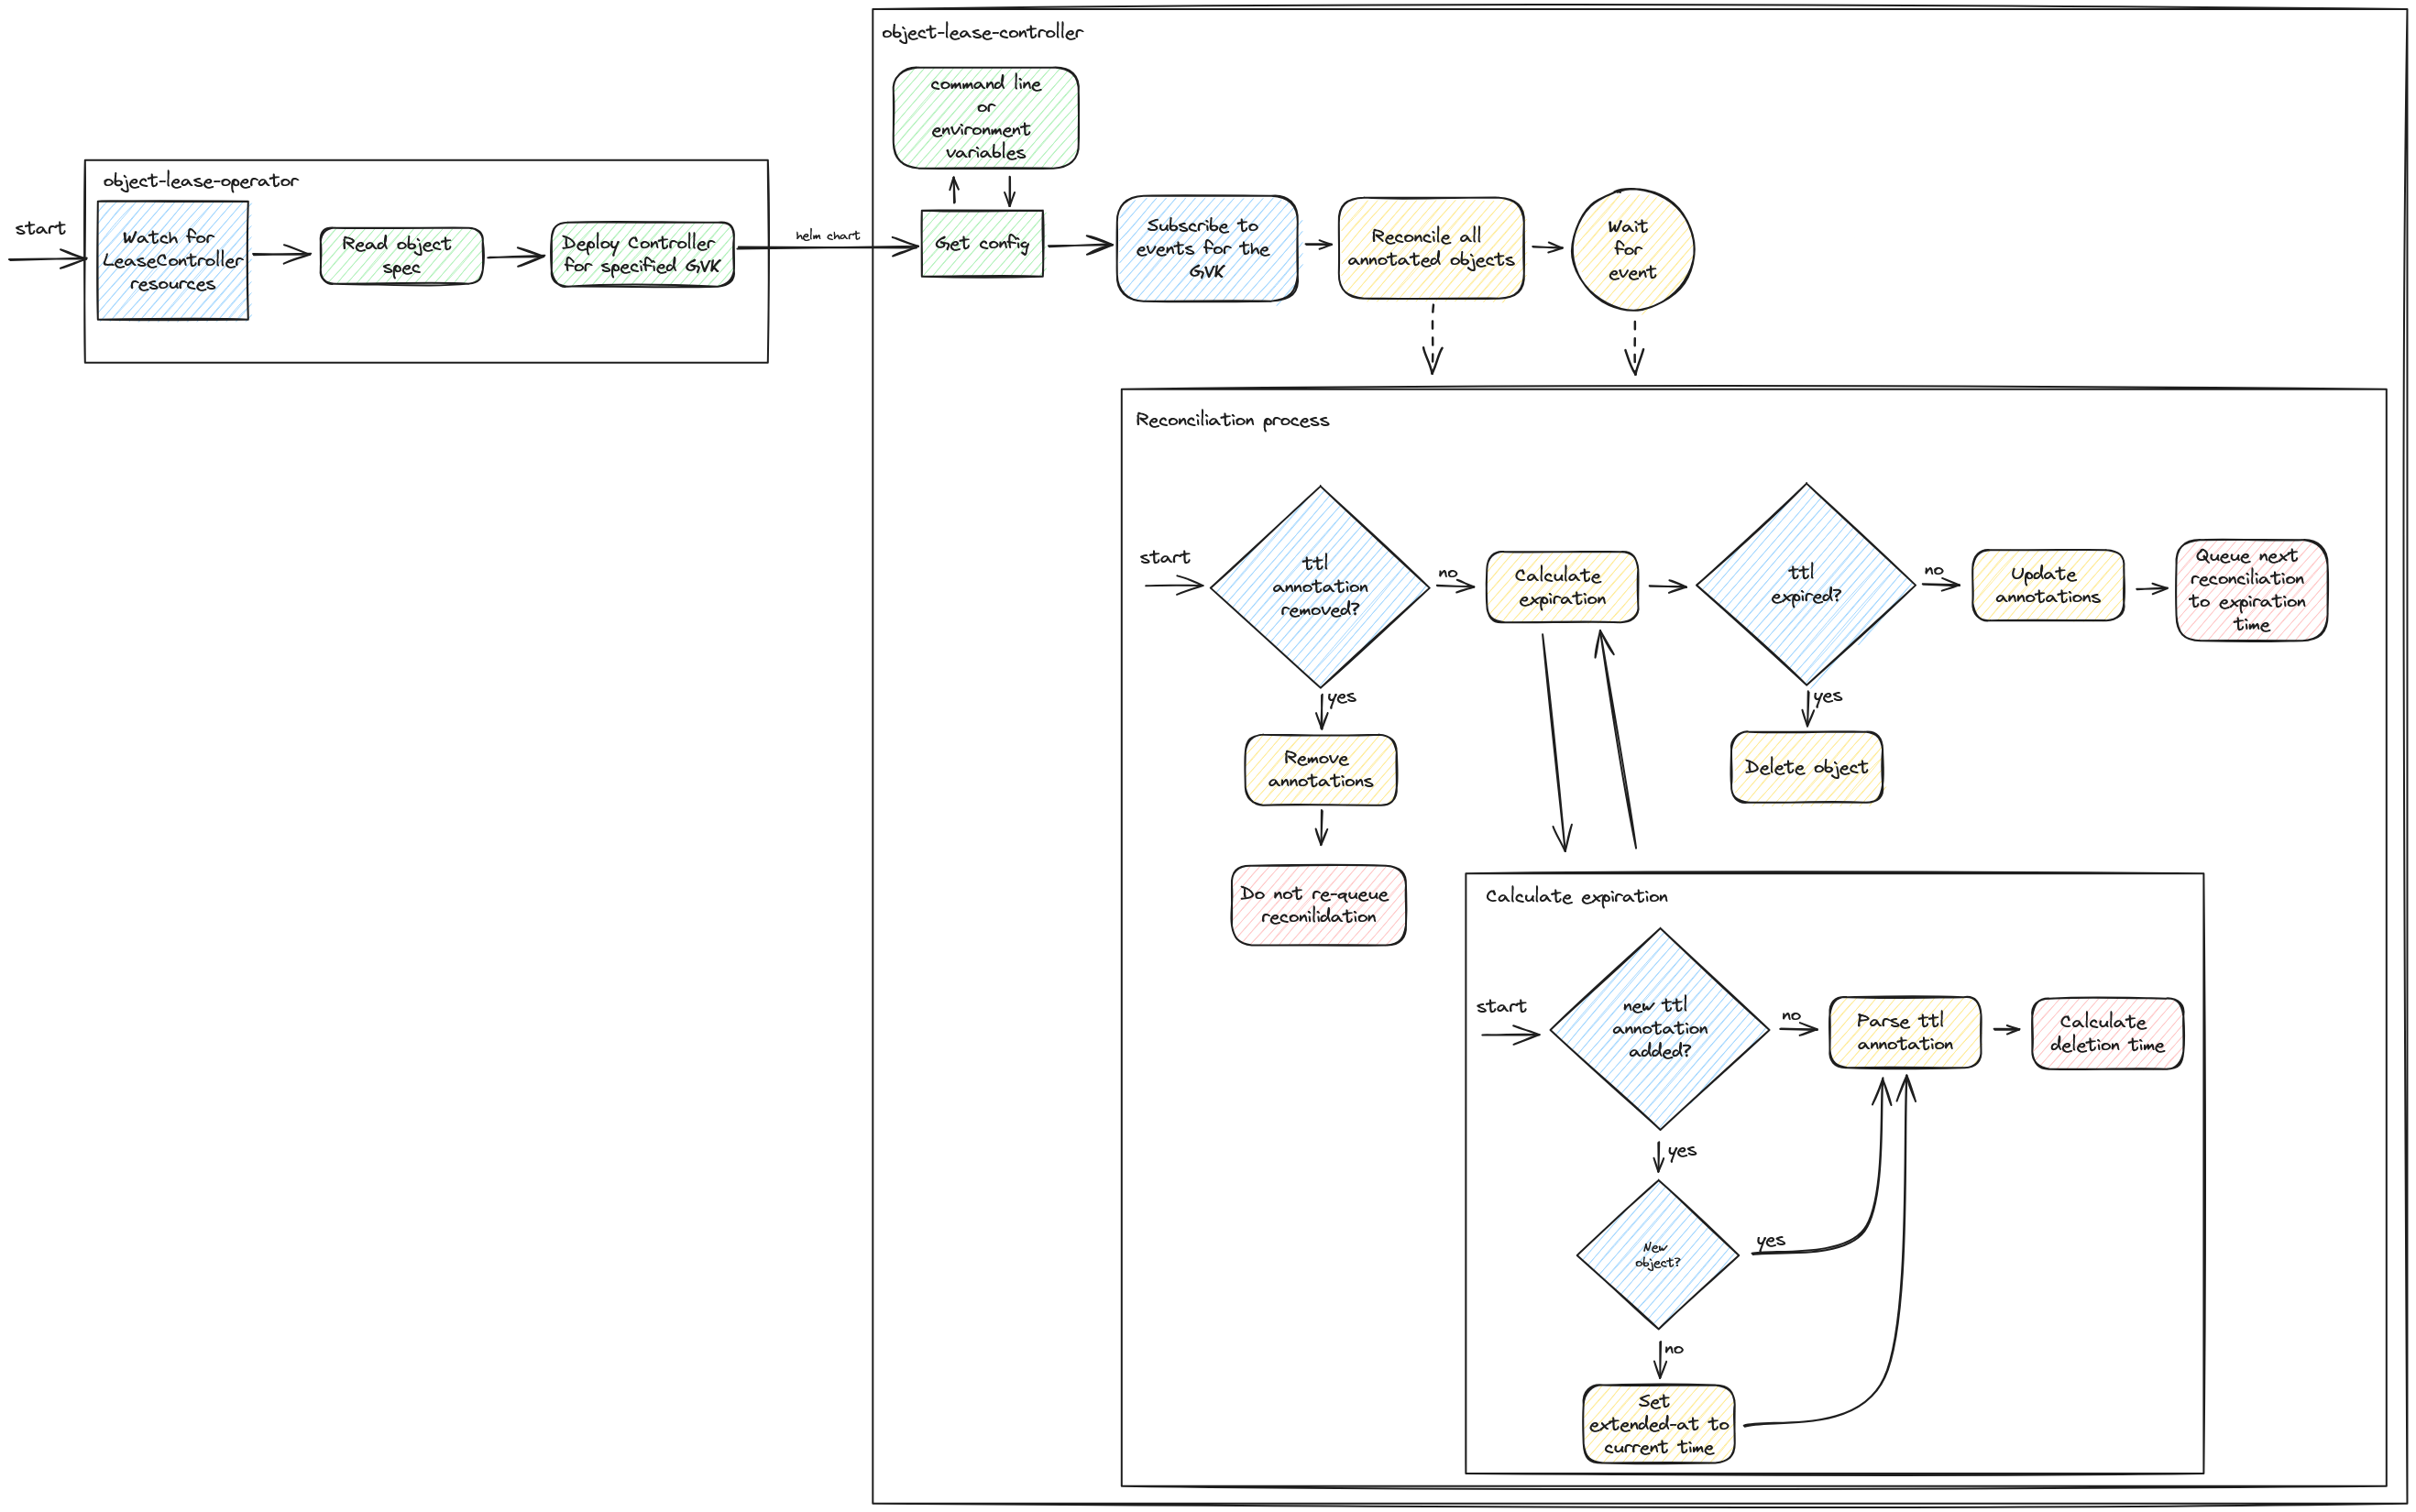 object-lease-controller
command line
or
environment
variables
object-lease-operator
start
Watch for
LeaseController
resources
Read object
spec
Deploy Controller
for specified GVK
helm chart
Get config
Subscribe to
events for the
GVK
Reconcile all
annotated objects
Wait
for
event
Reconciliation process
start
ttl
annotation
removed?
no
Calculate
expiration
ttl
expired?
no
Update
annotations
Queue next
reconciliation
to expiration
time
yes
Remove
annotations
Do not re-queue
reconilidation
yes
Delete object
Calculate expiration
start
new ttl
annotation
added?
no
Parse ttl
annotation
Calculate
deletion time
yes
New
object?
yes
no
Set
extended-at to
current time